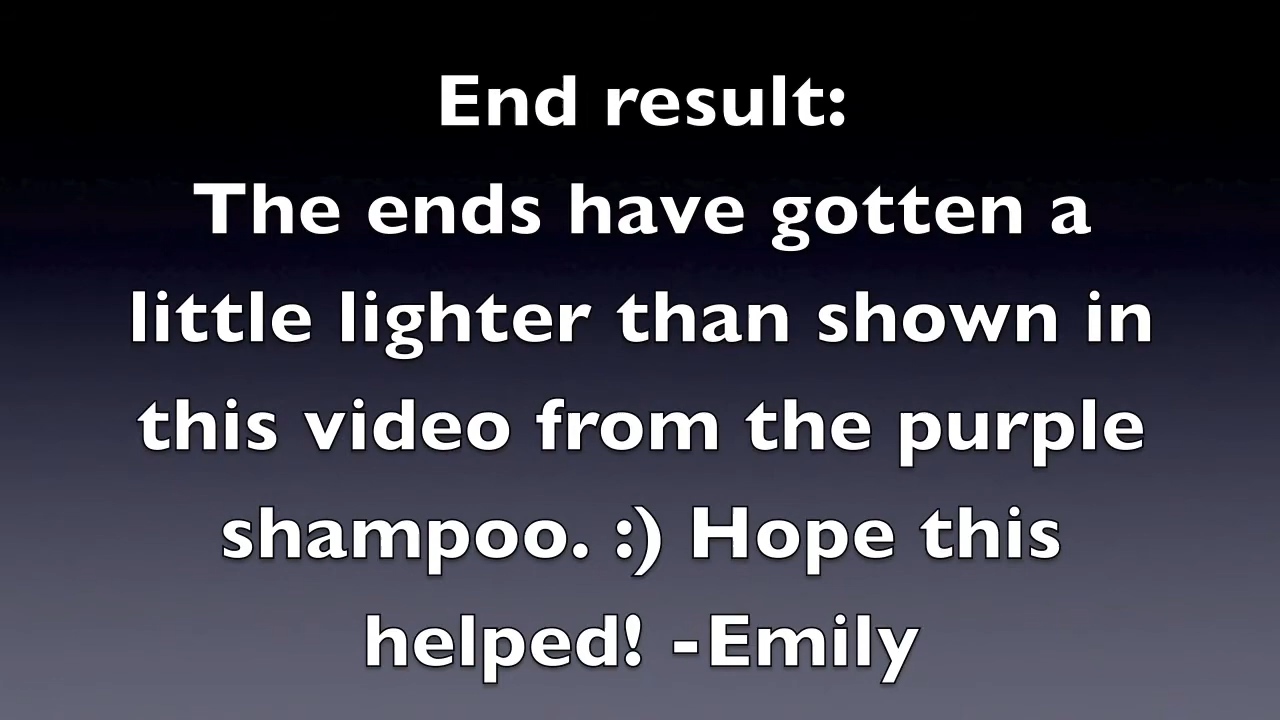 End result:
The ends have gotten a
little lighter than shown in
this video from the purple
shampoo. :) Hope this
helped! -Emily